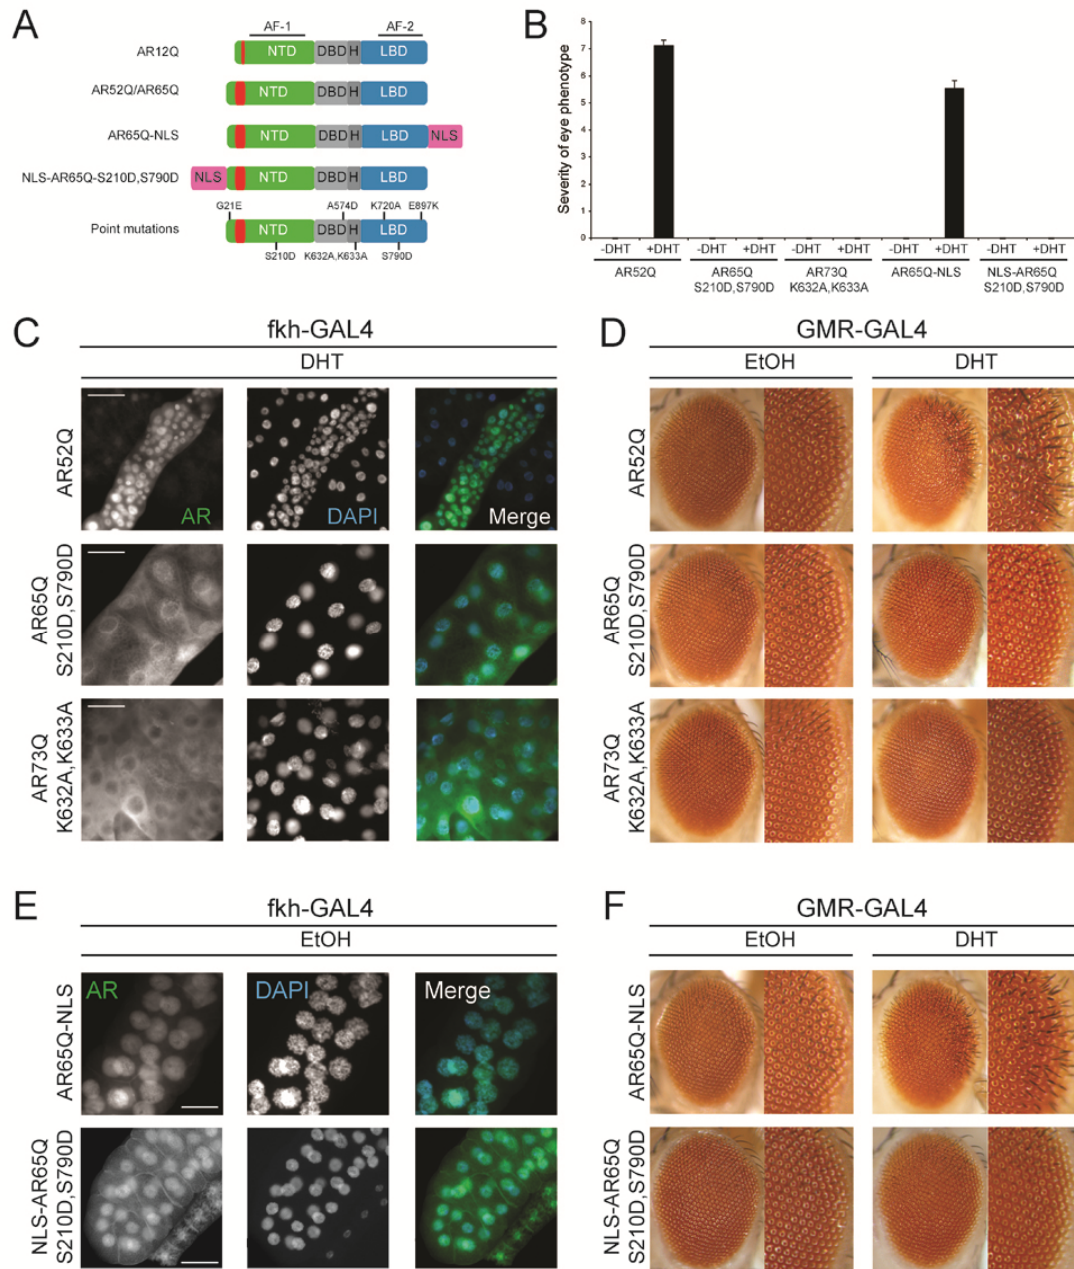 A
AF-1 AF-2
AR12Q NTD DBD H LBD
AR52Q/AR65Q NTD DBD H LBD
AR65Q-NLS NTD DBD H LBD NLS
NLS-AR65Q-S210D,S790D NLS NTD DBD H LBD
G21E A574D K720A E897K
Point mutations NTD DBD H LBD
S210D K632A,K633A S790D
B
Severity of eye phenotype
8
7
6
5
4
3
2
1
0
-DHT +DHT -DHT +DHT -DHT +DHT -DHT +DHT -DHT +DHT
AR52Q AR65Q AR73Q AR65Q-NLS NLS-AR65Q
S210D,S790D K632A,K633A S210D,S790D
C
fkh-GAL4
DHT
AR52Q
AR DAPI Merge
AR65Q
S210D,S790D
AR73Q
K632A,K633A
D
GMR-GAL4
EtOH DHT
AR52Q
AR65Q
S210D,S790D
AR73Q
K632A,K633A
E
fkh-GAL4
EtOH
AR65Q-NLS
AR DAPI Merge
NLS-AR65Q
S210D,S790D
F
GMR-GAL4
EtOH DHT
AR65Q-NLS
NLS-AR65Q
S210D,S790D